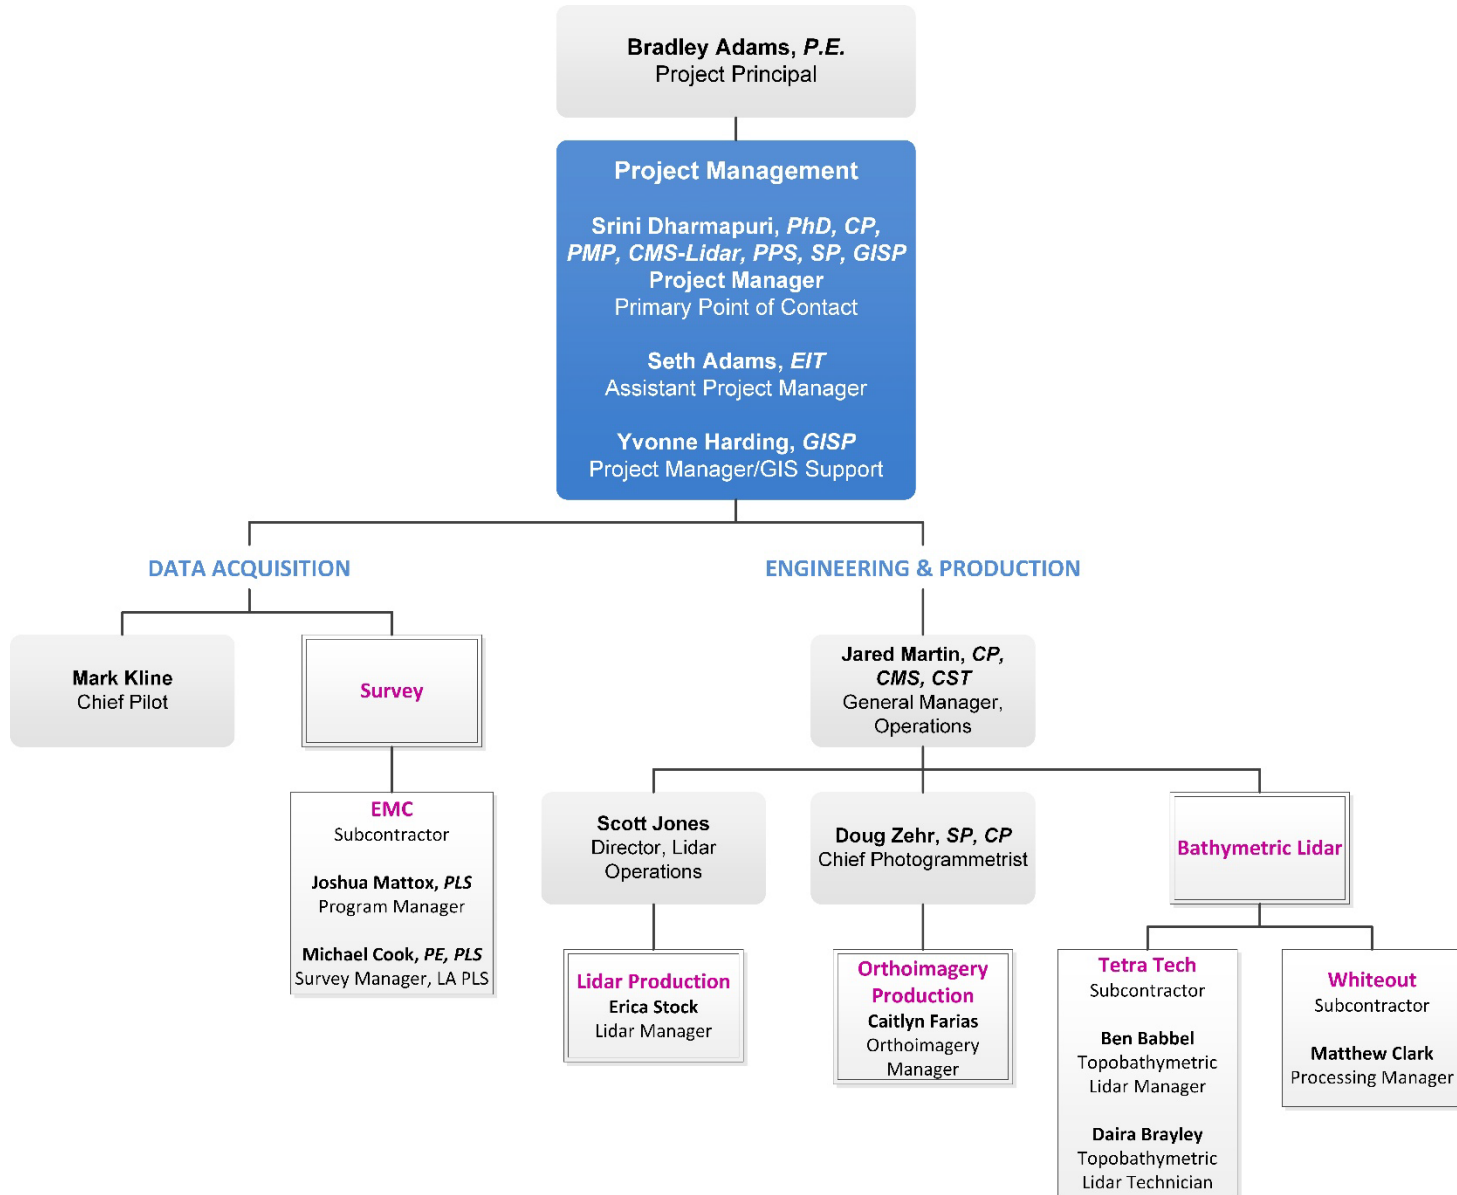 Bradley Adams, P.E.
Project Principal
Project Management
Srini Dharmapuri, PhD, CP,
PMP, CMS-Lidar, PPS, SP, GISP
Project Manager
Primary Point of Contact
Seth Adams, EIT
Assistant Project Manager
Yvonne Harding, GISP
Project Manager/GIS Support
DATA ACQUISITION
ENGINEERING & PRODUCTION
Mark Kline
Chief Pilot
Survey
Jared Martin, CP,
CMS, CST
General Manager,
Operations
EMC
Subcontractor
Joshua Mattox, PLS
Program Manager
Michael Cook, PE, PLS
Survey Manager, LA PLS
Scott Jones
Director, Lidar
Operations
Doug Zehr, SP, CP
Chief Photogrammetrist
Bathymetric Lidar
Lidar Production
Erica Stock
Lidar Manager
Orthoimagery
Production
Caitlyn Farias
Orthoimagery
Manager
Tetra Tech
Subcontractor
Ben Babbel
Topobathymetric
Lidar Manager
Daira Brayley
Topobathymetric
Lidar Technician
Whiteout
Subcontractor
Matthew Clark
Processing Manager